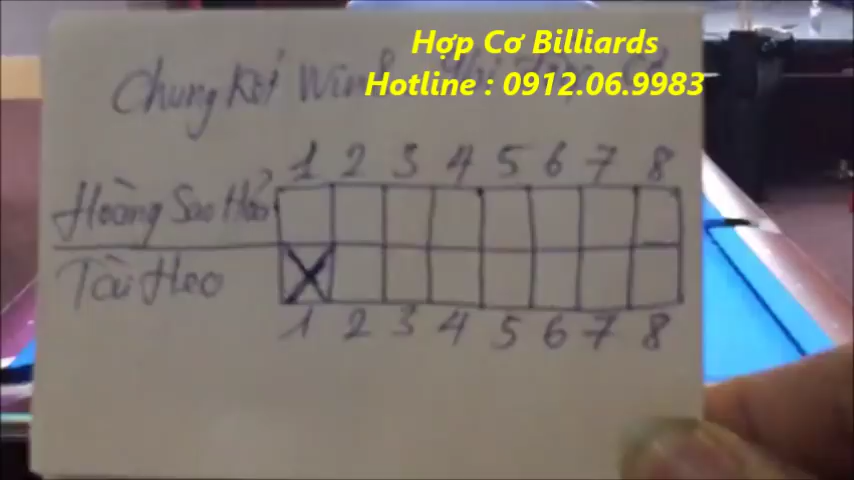 Hợp Cơ Billiards
Hotline : 0912.06.9983
Chung Kết
1 2 3 4 5 6 7 8
Hoàng Sao Hỏa
Tài Heo X
1 2 3 4 5 6 7 8